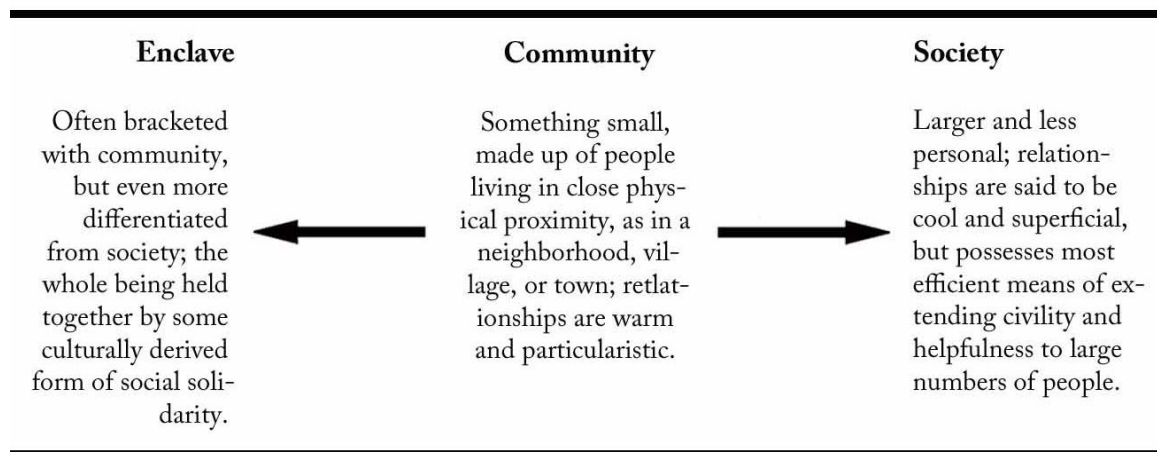 Enclave
Often bracketed
with community,
but even more
differentiated
from society; the
whole being held
together by some
culturally derived
form of social soli-
darity.
Community
Something small,
made up of people
living in close phys-
ical proximity, as in a
neighborhood, vil-
lage, or town; retlat-
ionships are warm
and particularistic.
Society
Larger and less
personal; relation-
ships are said to be
cool and superficial,
but possesses most
efficient means of ex-
tending civility and
helpfulness to large
numbers of people.